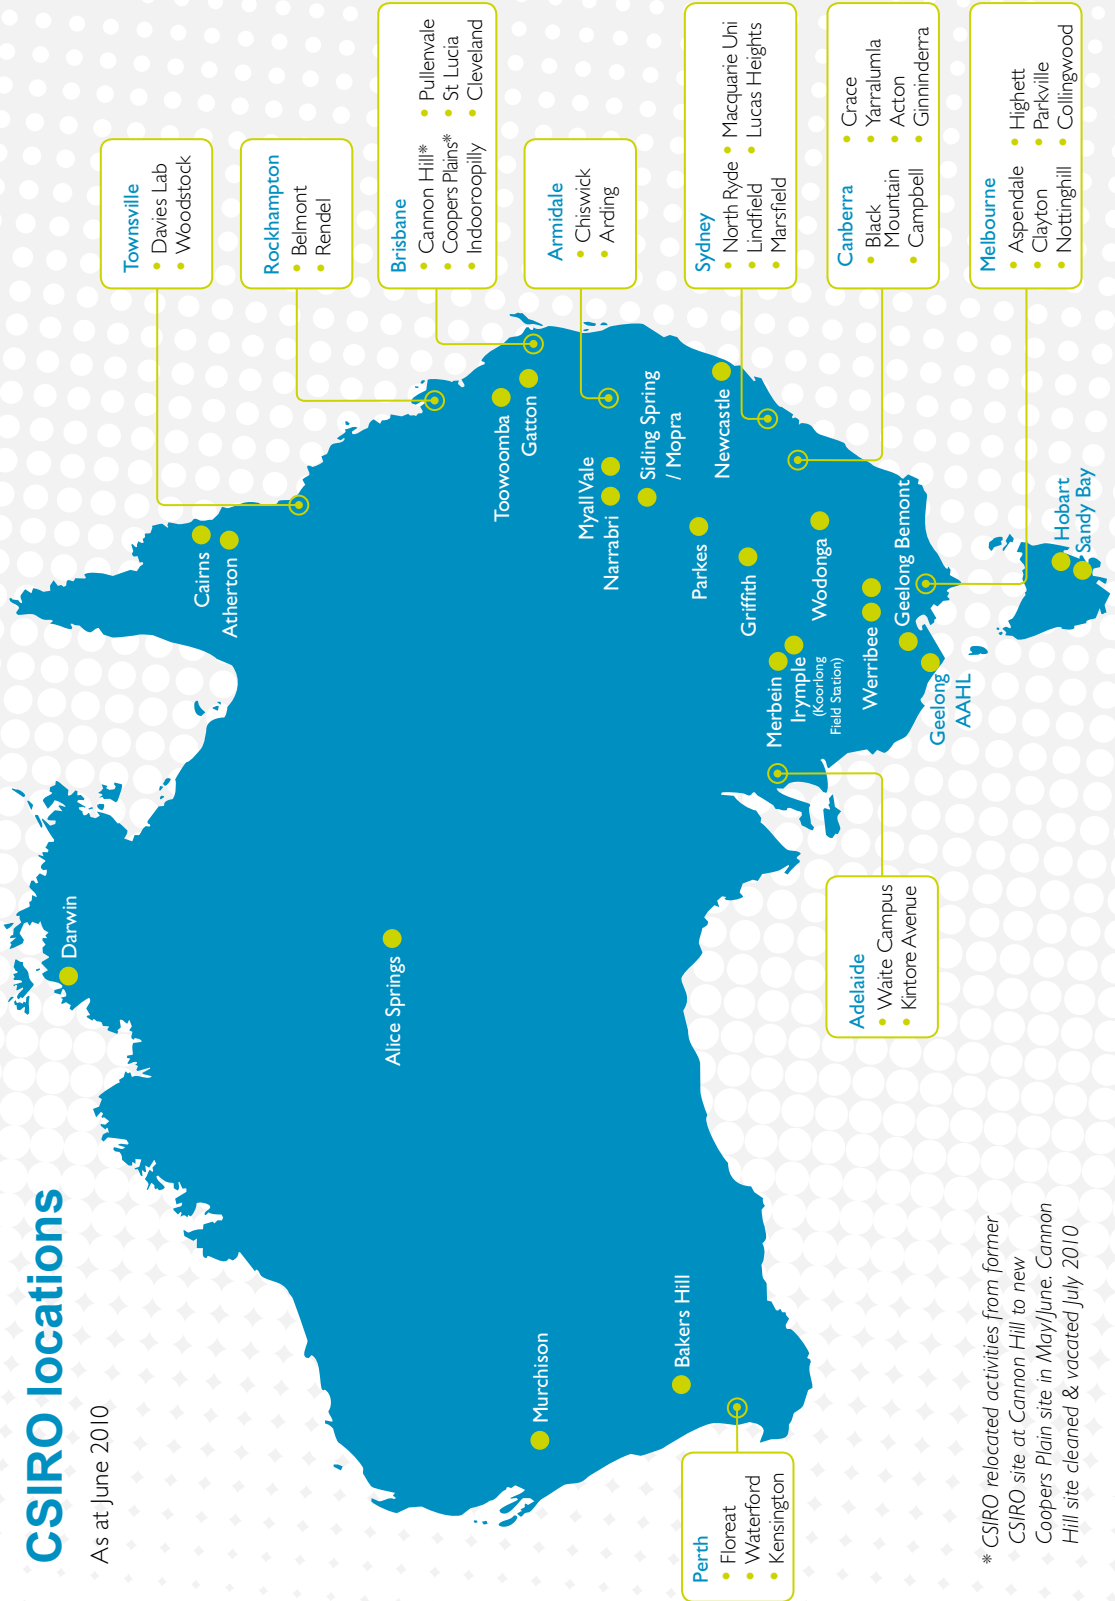 CSIRO locations
As at June 2010
Darwin
Cairns
Atherton
Alice Springs
Murchison
Bakers Hill
Toowoomba
Gatton
Myall Vale
Narrabri
Siding Spring
/ Mopra
Parkes
Newcastle
Griffith
Wodonga
Merbein
Irymple
(Koorlong
Field Station)
Werribee
Geelong Bemont
Geelong
AAHL
Hobart
Sandy Bay
Townsville
• Davies Lab
• Woodstock
Rockhampton
• Belmont
• Rendel
Brisbane
• Cannon Hill*
• Coopers Plains*
• Indooroopilly
• Pullenvale
• St Lucia
• Cleveland
Armidale
• Chiswick
• Arding
Sydney
• North Ryde
• Lindfield
• Marsfield
• Macquarie Uni
• Lucas Heights
Canberra
• Black
Mountain
• Campbell
• Crace
• Yarralumla
• Acton
• Ginninderra
Melbourne
• Aspendale
• Clayton
• Nottinghill
• Highett
• Parkville
• Collingwood
Adelaide
• Waite Campus
• Kintore Avenue
Perth
• Floreat
• Waterford
• Kensington
* CSIRO relocated activities from former
CSIRO site at Cannon Hill to new
Coopers Plain site in May/June. Cannon
Hill site cleaned & vacated July 2010